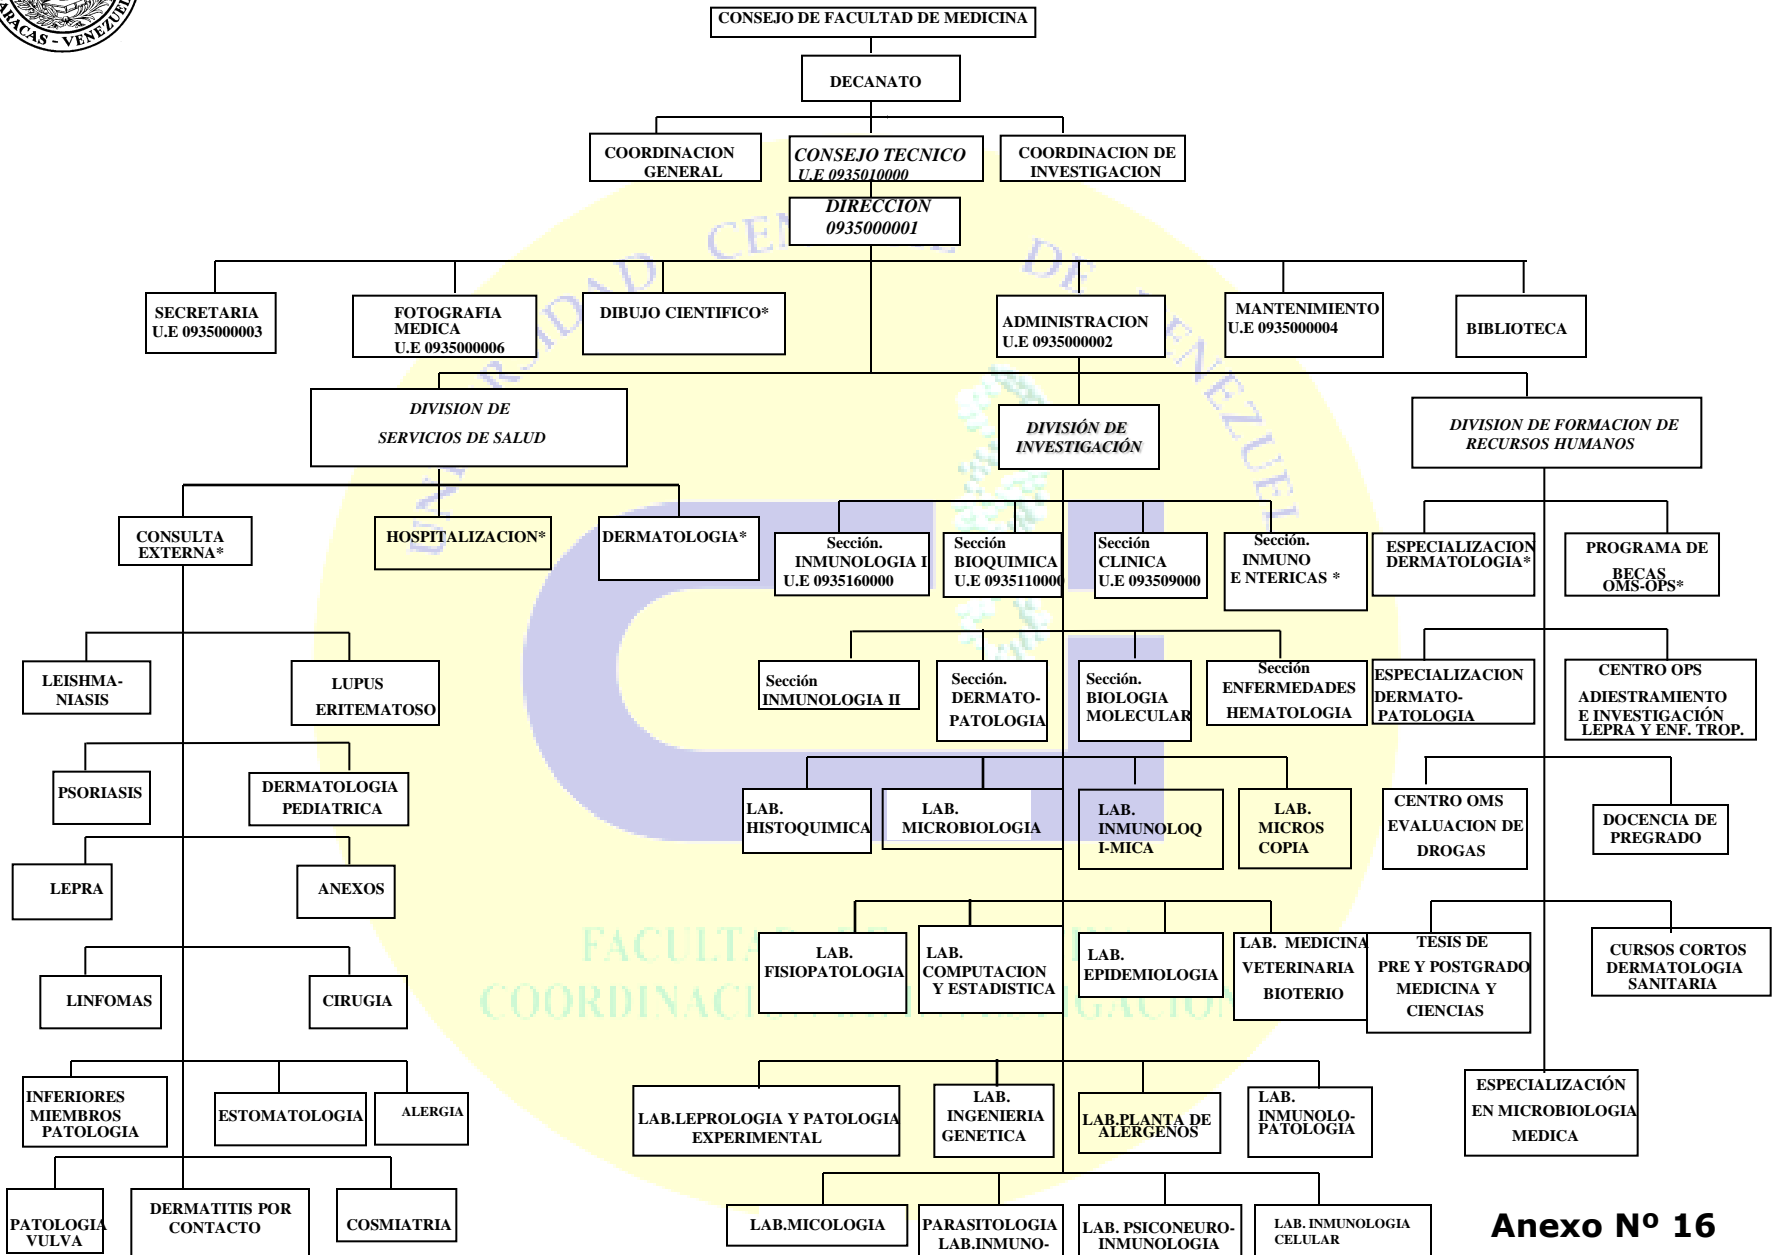 ARACAS - VENEZUEL
CONSEJO DE FACULTAD DE MEDICINA
DECANATO
COORDINACION
GENERAL
CONSEJO TECNICO
U.E 0935010000
COORDINACION DE
INVESTIGACION
DIRECCION
0935000001
SECRETARIA
U.E 0935000003
FOTOGRAFIA
MEDICA
U.E 0935000006
DIBUJO CIENTIFICO*
ADMINISTRACION
U.E 0935000002
MANTENIMIENTO
U.E 0935000004
BIBLIOTECA
DIVISION DE
SERVICIOS DE SALUD
DIVISIÓN DE
INVESTIGACIÓN
DIVISION DE FORMACION DE
RECURSOS HUMANOS
CONSULTA
EXTERNA*
HOSPITALIZACION*
DERMATOLOGIA*
Sección.
INMUNOLOGIA I
U.E 0935160000
Sección
BIOQUIMICA
U.E 0935110000
Sección
CLINICA
U.E 093509000
Sección.
INMUNO
E NTERICAS *
ESPECIALIZACION
DERMATOLOGIA*
PROGRAMA DE
BECAS
OMS-OPS*
LEISHMA-
NIASIS
LUPUS
ERITEMATOSO
Sección
INMUNOLOGIA II
Sección.
DERMATO-
PATOLOGIA
Sección.
BIOLOGIA
MOLECULAR
Sección
ENFERMEDADES
HEMATOLOGIA
ESPECIALIZACION
DERMATO-
PATOLOGIA
CENTRO OPS
ADIESTRAMIENTO
E INVESTIGACIÓN
LEPRA Y ENF. TROP.
PSORIASIS
DERMATOLOGIA
PEDIATRICA
LAB.
HISTOQUIMICA
LAB.
MICROBIOLOGIA
LAB.
INMUNOLOQ
I-MICA
LAB.
MICROS
COPIA
CENTRO OMS
EVALUACION DE
DROGAS
DOCENCIA DE
PREGRADO
LEPRA
ANEXOS
LAB.
FISIOPATOLOGIA
LAB.
COMPUTACION
Y ESTADISTICA
LAB.
EPIDEMIOLOGIA
LAB. MEDICINA
VETERINARIA
BIOTERIO
TESIS DE
PRE Y POSTGRADO
MEDICINA Y
CIENCIAS
CURSOS CORTOS
DERMATOLOGIA
SANITARIA
LINFOMAS
CIRUGIA
INFERIORES
MIEMBROS
PATOLOGIA
ESTOMATOLOGIA
ALERGIA
LAB.LEPROLOGIA Y PATOLOGIA
EXPERIMENTAL
LAB.
INGENIERIA
GENETICA
LAB.PLANTA DE
ALERGENOS
LAB.
INMUNOLO-
PATOLOGIA
ESPECIALIZACIÓN
EN MICROBIOLOGIA
MEDICA
PATOLOGIA
VULVA
DERMATITIS POR
CONTACTO
COSMIATRIA
LAB.MICOLOGIA
PARASITOLOGIA
LAB.INMUNO-
LAB. PSICONEURO-
INMUNOLOGIA
LAB. INMUNOLOGIA
CELULAR
Anexo Nº 16